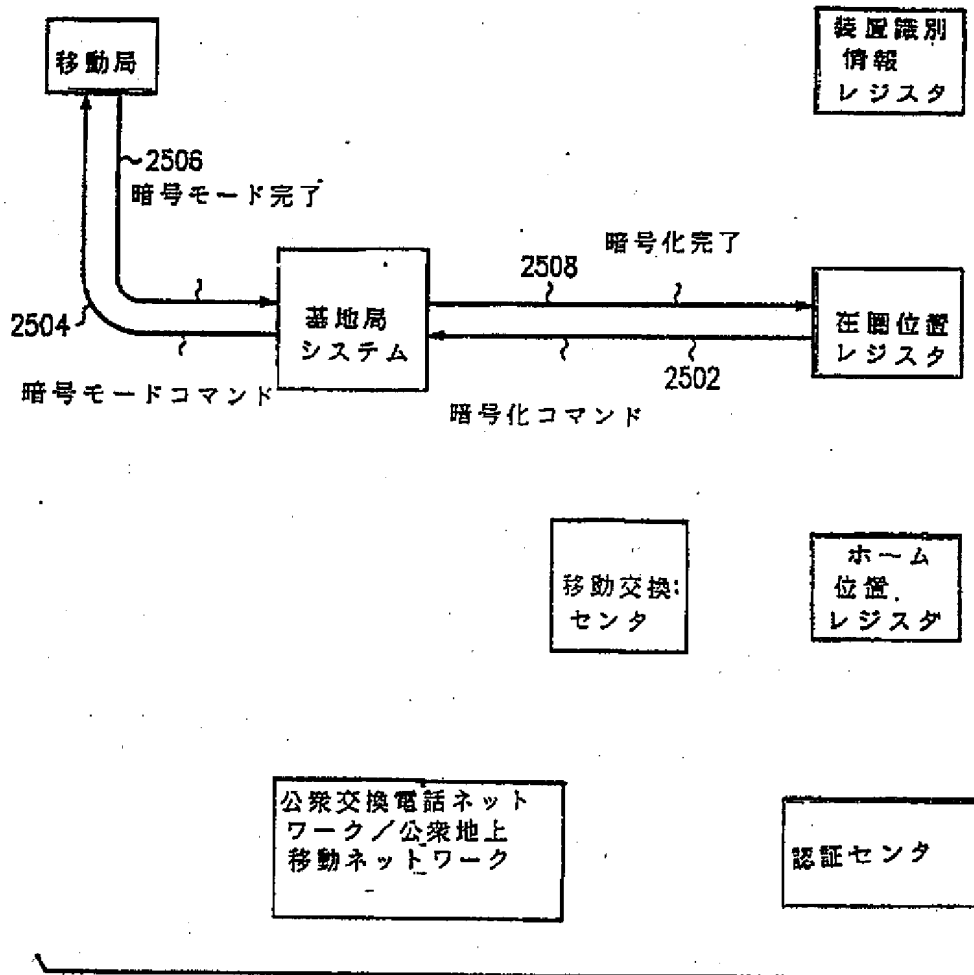 移動局
装置識別
情報
レジスタ
2506
暗号モード完了
暗号化完了
2508
2504
基地局
システム
在圏位置
レジスタ
暗号モードコマンド
2502
暗号化コマンド
移動交換
センタ
ホーム
位置
レジスタ
公衆交換電話ネット
ワーク/公衆地上
移動ネットワーク
認証センタ